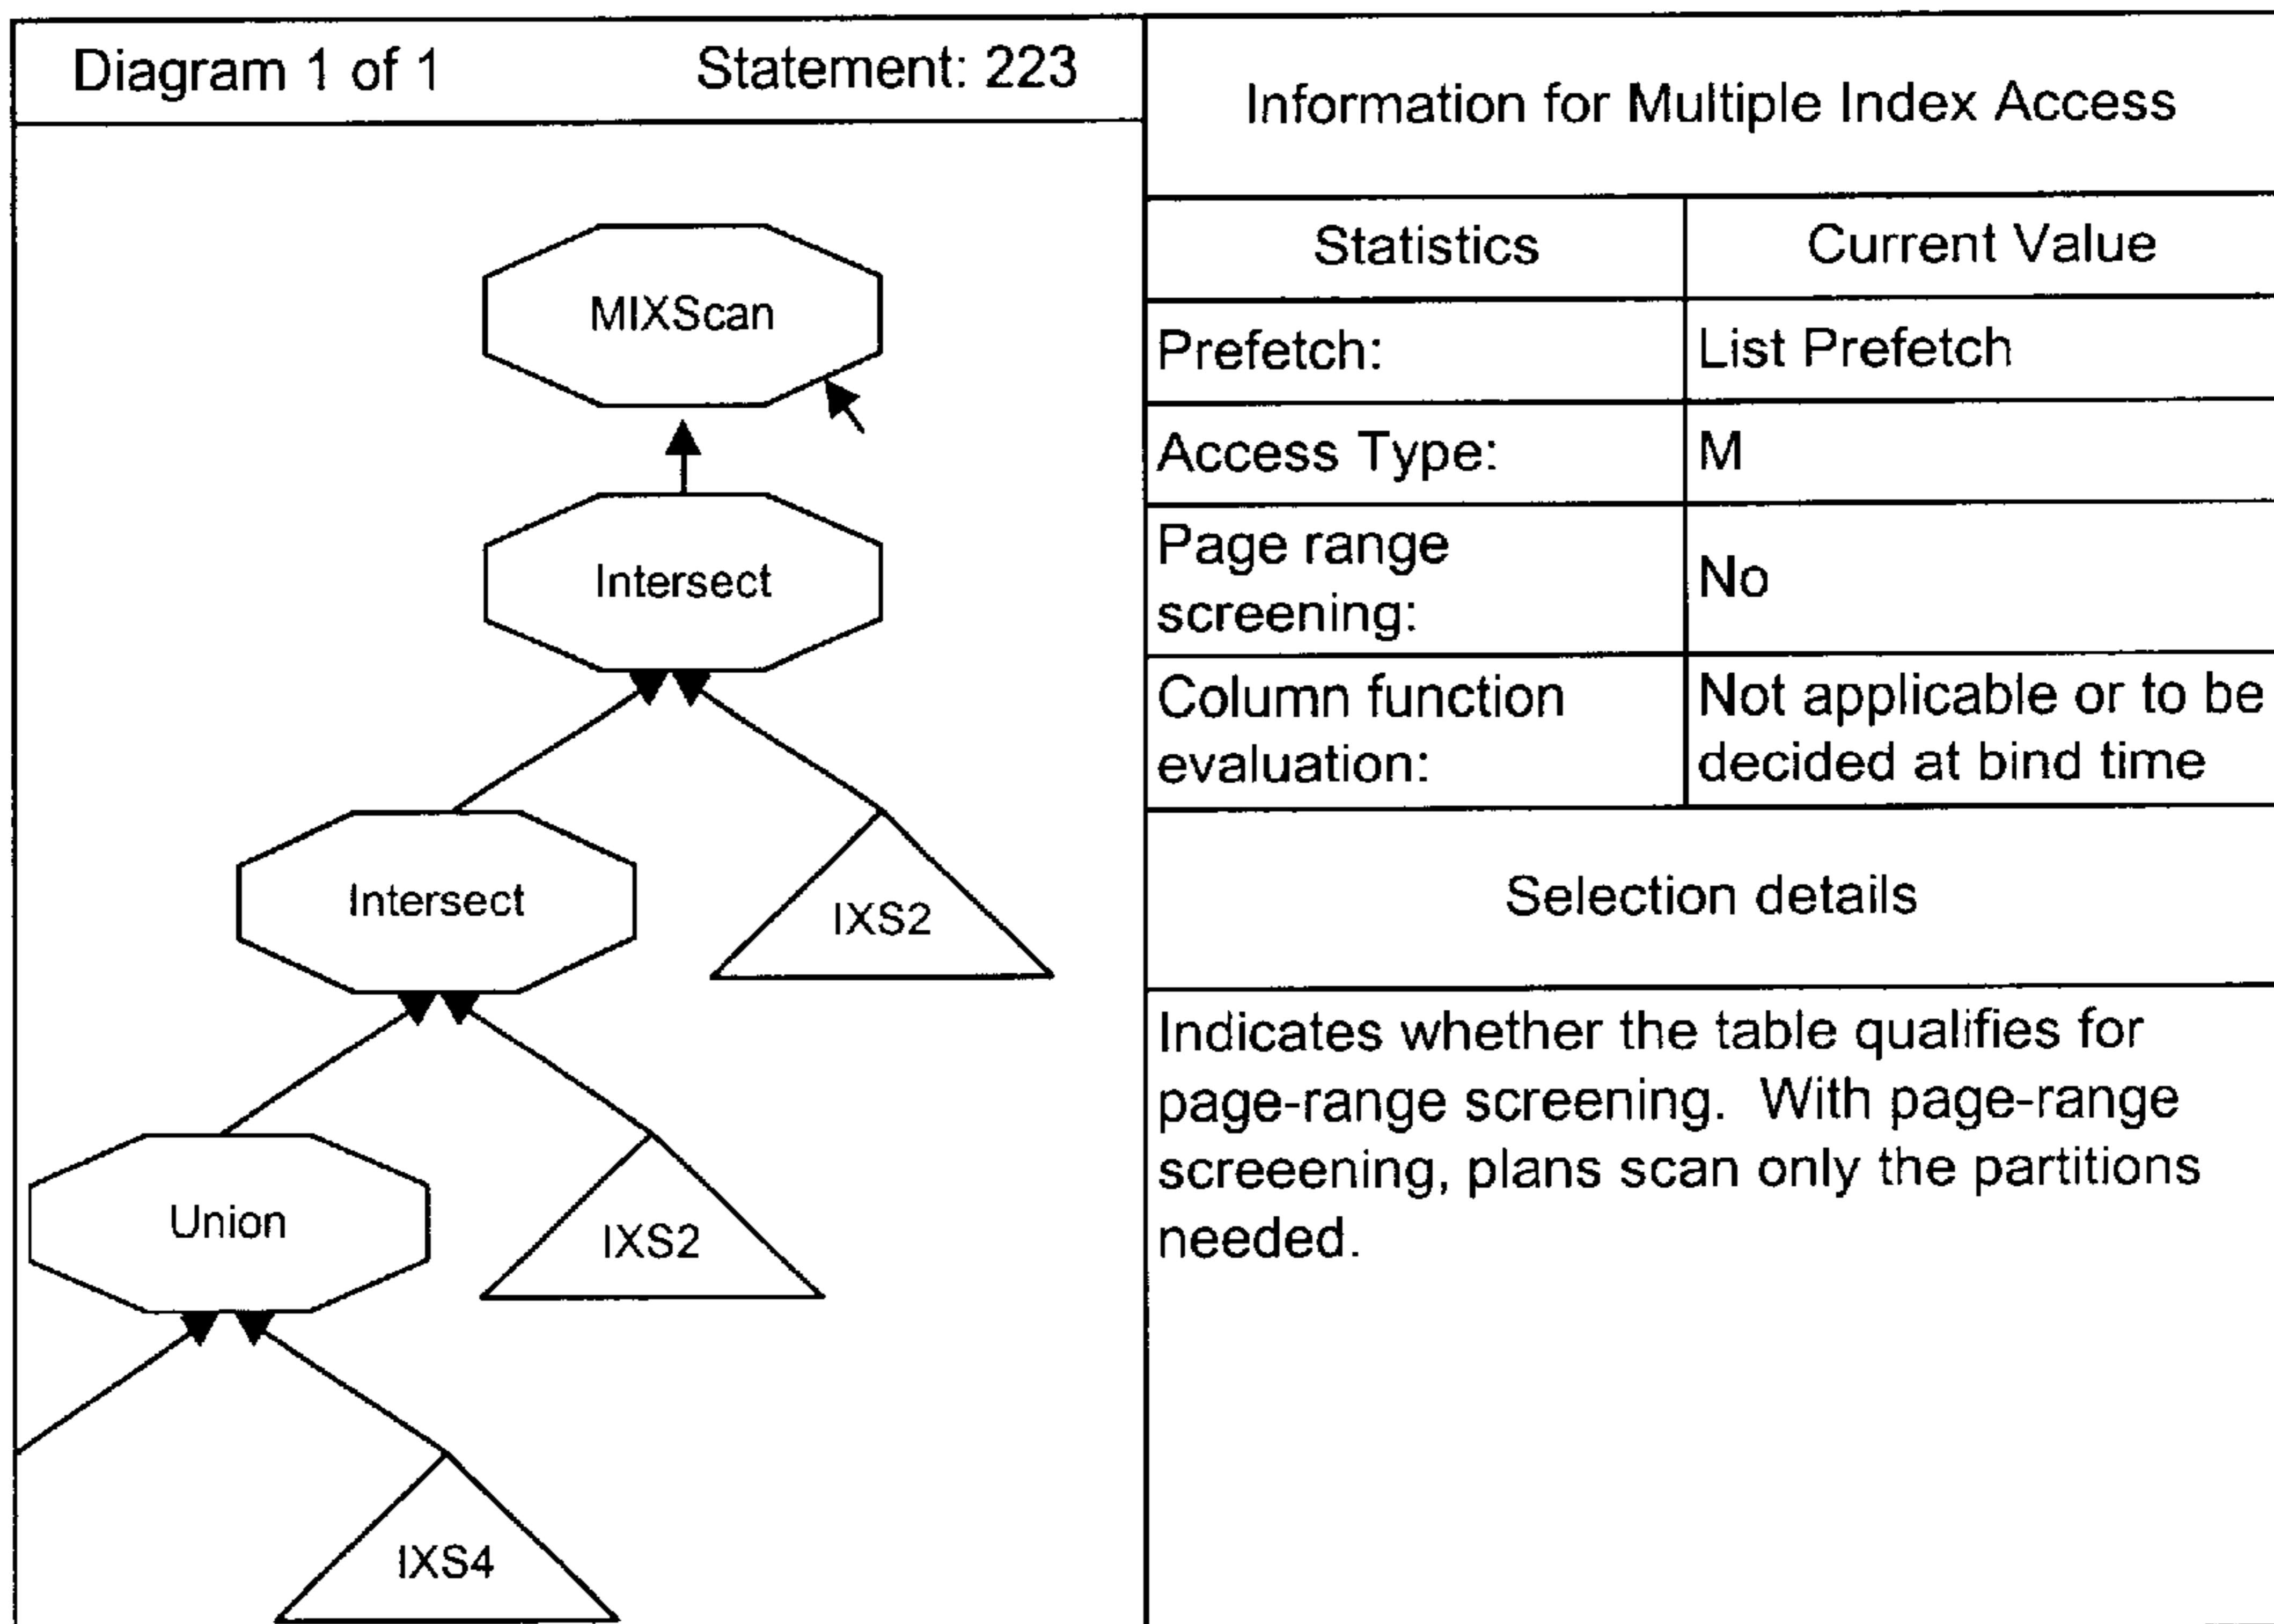 Diagram 1 of 1
Statement: 223
MIXScan
Intersect
Intersect
IXS2
Union
IXS2
IXS4
Information for Multiple Index Access
Statistics
Current Value
Prefetch:
List Prefetch
Access Type:
M
Page range
screening:
No
Column function
evaluation:
Not applicable or to be
decided at bind time
Selection details
Indicates whether the table qualifies for
page-range screening. With page-range
screeening, plans scan only the partitions
needed.